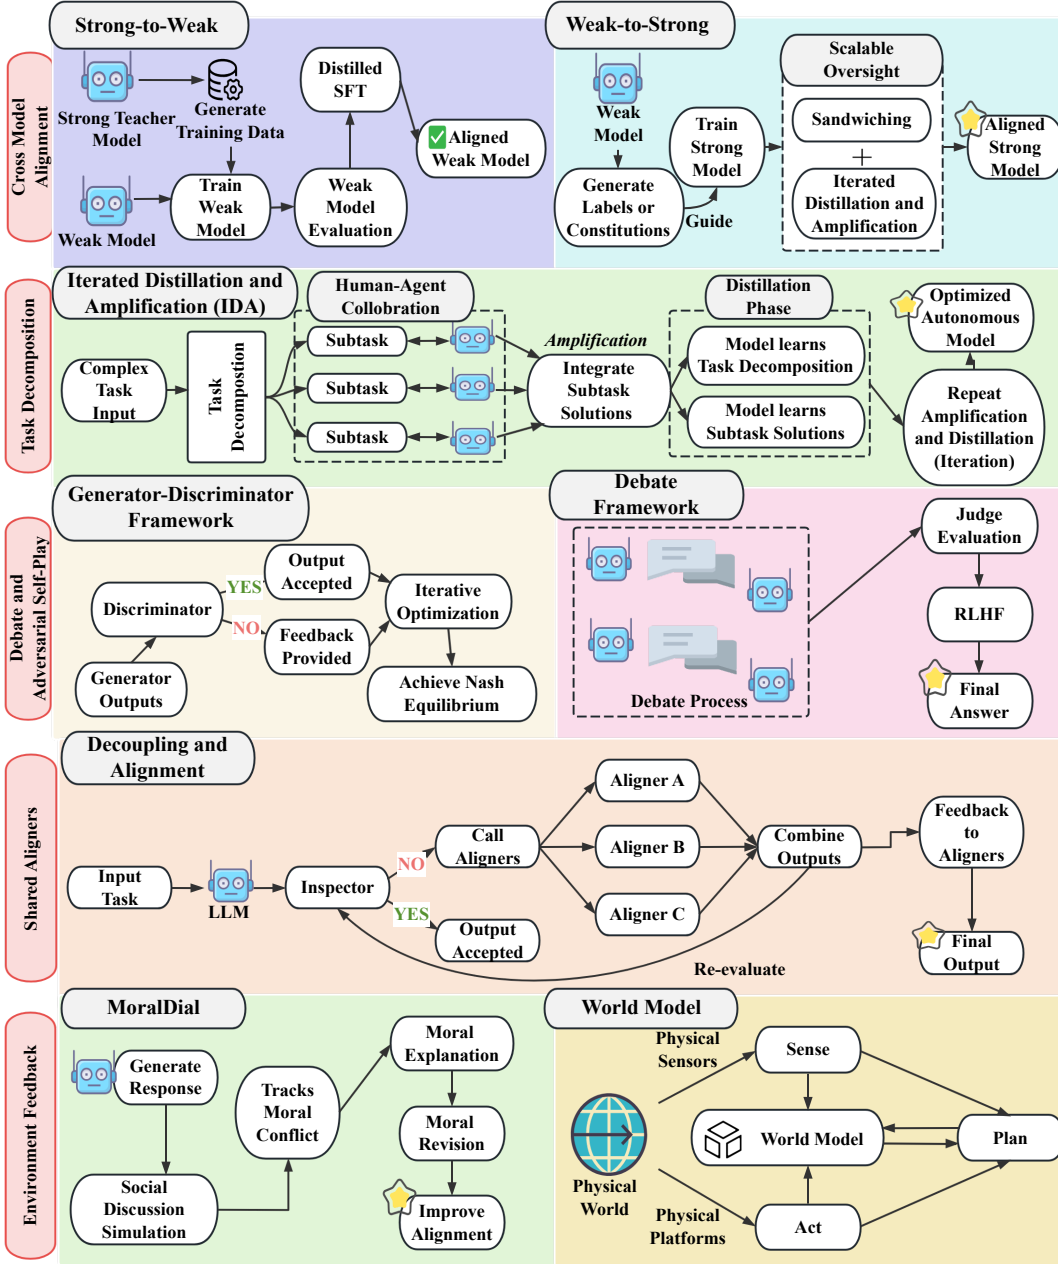 Cross Model
Alignment
Strong-to-Weak
Strong Teacher
Model
Generate
Training Data
Weak Model
Train
Weak
Model
Weak
Model
Evaluation
Distilled
SFT
Aligned
Weak Model
Weak-to-Strong
Weak
Model
Generate
Labels or
Constitutions
Guide
Train
Strong
Model
Scalable
Oversight
Sandwiching
+
Iterated
Distillation and
Amplification
Aligned
Strong
Model
Task Decomposition
Iterated Distillation and
Amplification (IDA)
Complex
Task
Input
Task
Decompostion
Human-Agent
Collobration
Subtask
Subtask
Subtask
Amplification
Integrate
Subtask
Solutions
Distillation
Phase
Model learns
Task Decomposition
Model learns
Subtask Solutions
Optimized
Autonomous
Model
Repeat
Amplification
and Distillation
(Iteration)
Debate and
Adversarial Self-Play
Generator-Discriminator
Framework
Generator
Outputs
Discriminator
YES
NO
Output
Accepted
Feedback
Provided
Iterative
Optimization
Achieve Nash
Equilibrium
Debate
Framework
Debate Process
Judge
Evaluation
RLHF
Final
Answer
Shared Aligners
Decoupling and
Alignment
Input
Task
LLM
Inspector
NO
YES
Call
Aligners
Output
Accepted
Aligner A
Aligner B
Aligner C
Combine
Outputs
Re-evaluate
Feedback
to
Aligners
Final
Output
Environment Feedback
MoralDial
Generate
Response
Social
Discussion
Simulation
Tracks
Moral
Conflict
Moral
Explanation
Moral
Revision
Improve
Alignment
World Model
Physical
World
Physical
Sensors
Physical
Platforms
Sense
World Model
Act
Plan